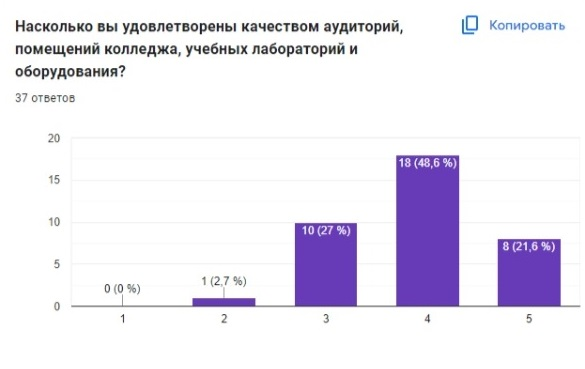 Насколько вы удовлетворены качеством аудиторий,
помещений колледжа, учебных лабораторий и
оборудования?
Копировать
37 ответов
20
15
10
5
0
0 (0 %)
1 (2,7 %)
10 (27 %)
18 (48,6 %)
8 (21,6 %)
1
2
3
4
5